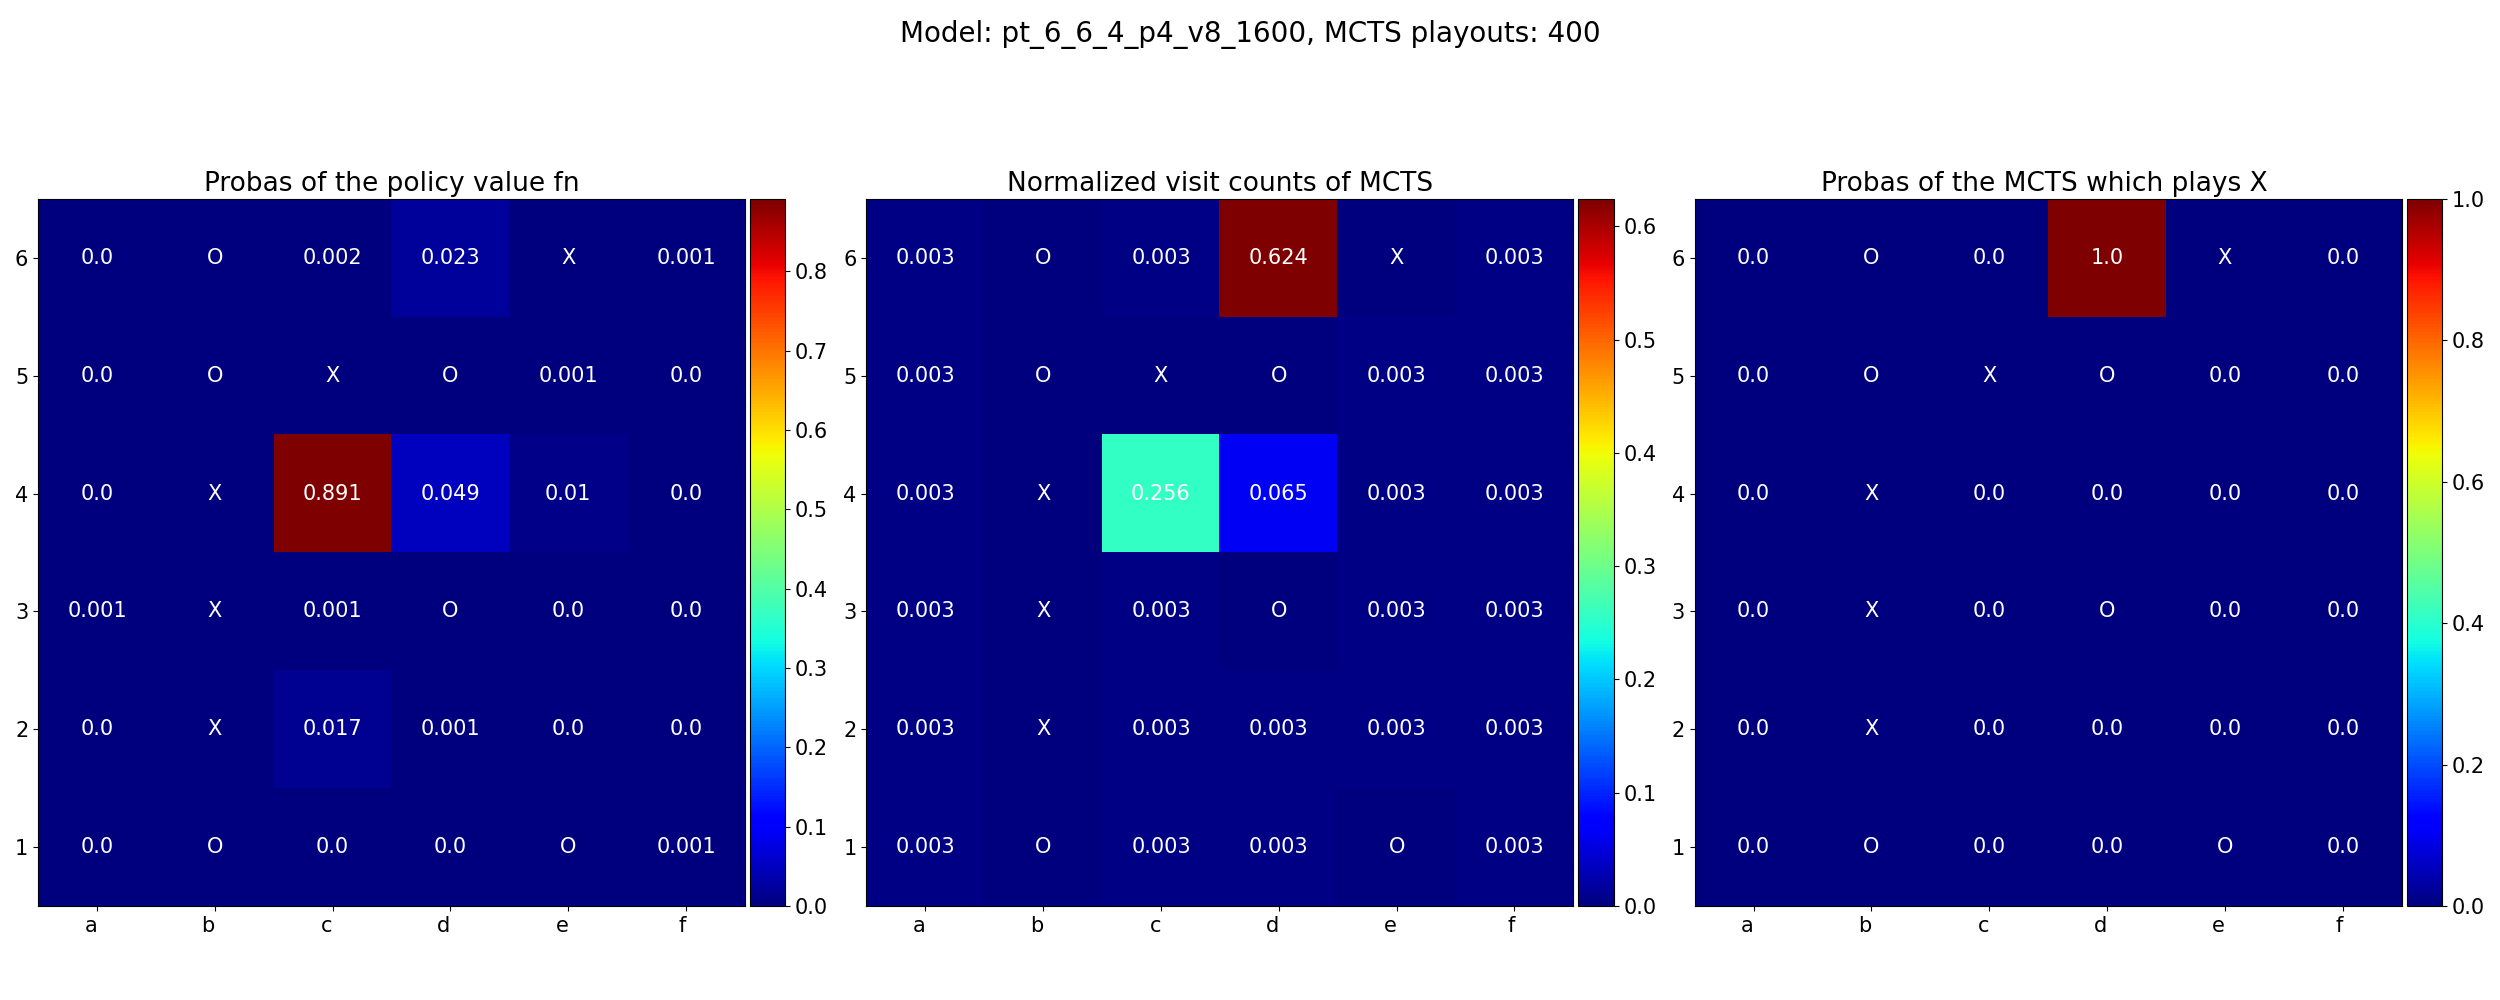 Model: pt_6_6_4_p4_v8_1600, MCTS playouts: 400
Probas of the policy value fn
6 0.0 O 0.002 0.023 X 0.001
5 0.0 O X O 0.001 0.0
4 0.0 X 0.891 0.049 0.01 0.0
3 0.001 X 0.001 O 0.0 0.0
2 0.0 X 0.017 0.001 0.0 0.0
1 0.0 O 0.0 0.0 O 0.001
a b c d e f
0.8
0.7
0.6
0.5
0.4
0.3
0.2
0.1
0.0
Normalized visit counts of MCTS
6 0.003 O 0.003 0.624 X 0.003
5 0.003 O X O 0.003 0.003
4 0.003 X 0.256 0.065 0.003 0.003
3 0.003 X 0.003 O 0.003 0.003
2 0.003 X 0.003 0.003 0.003 0.003
1 0.003 O 0.003 0.003 O 0.003
a b c d e f
0.6
0.5
0.4
0.3
0.2
0.1
0.0
Probas of the MCTS which plays X
6 0.0 O 0.0 1.0 X 0.0
5 0.0 O X O 0.0 0.0
4 0.0 X 0.0 0.0 0.0 0.0
3 0.0 X 0.0 O 0.0 0.0
2 0.0 X 0.0 0.0 0.0 0.0
1 0.0 O 0.0 0.0 O 0.0
a b c d e f
1.0
0.8
0.6
0.4
0.2
0.0